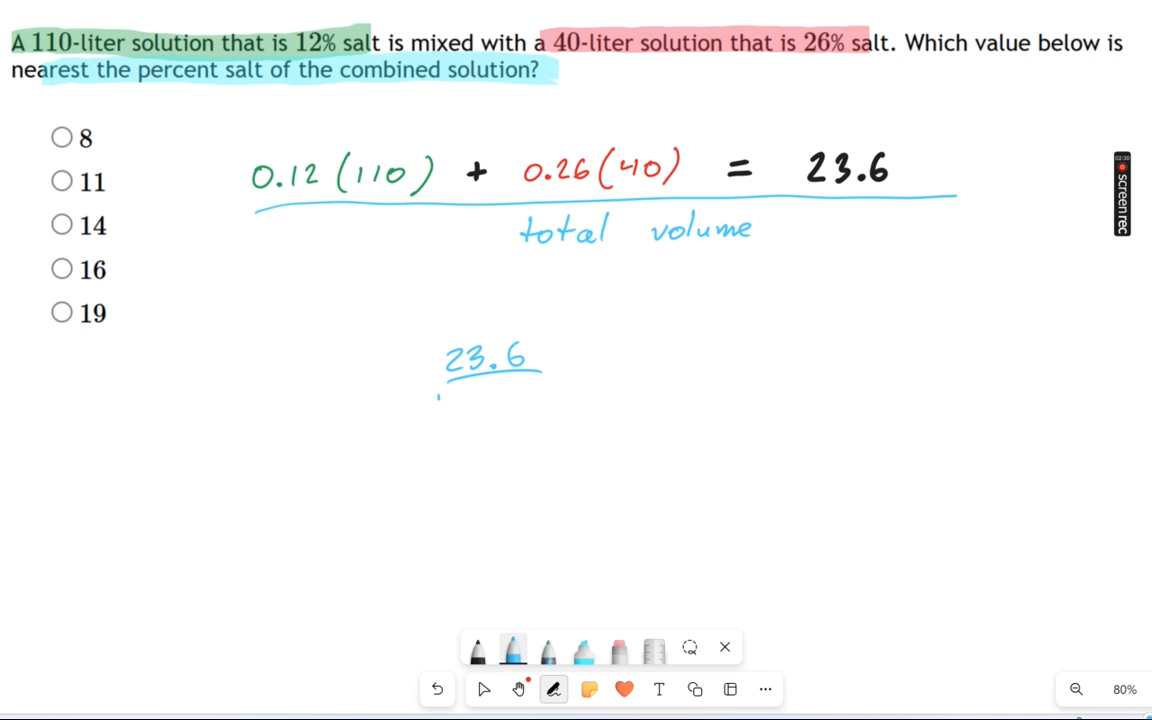 A 110-liter solution that is 12% salt is mixed with a 40-liter solution that is 26% salt. Which value below is
nearest the percent salt of the combined solution?
8
11
14
16
19
0.12 (110) + 0.26 (40) = 23.6
total volume
23.6
02:30
screenrec
T
80%